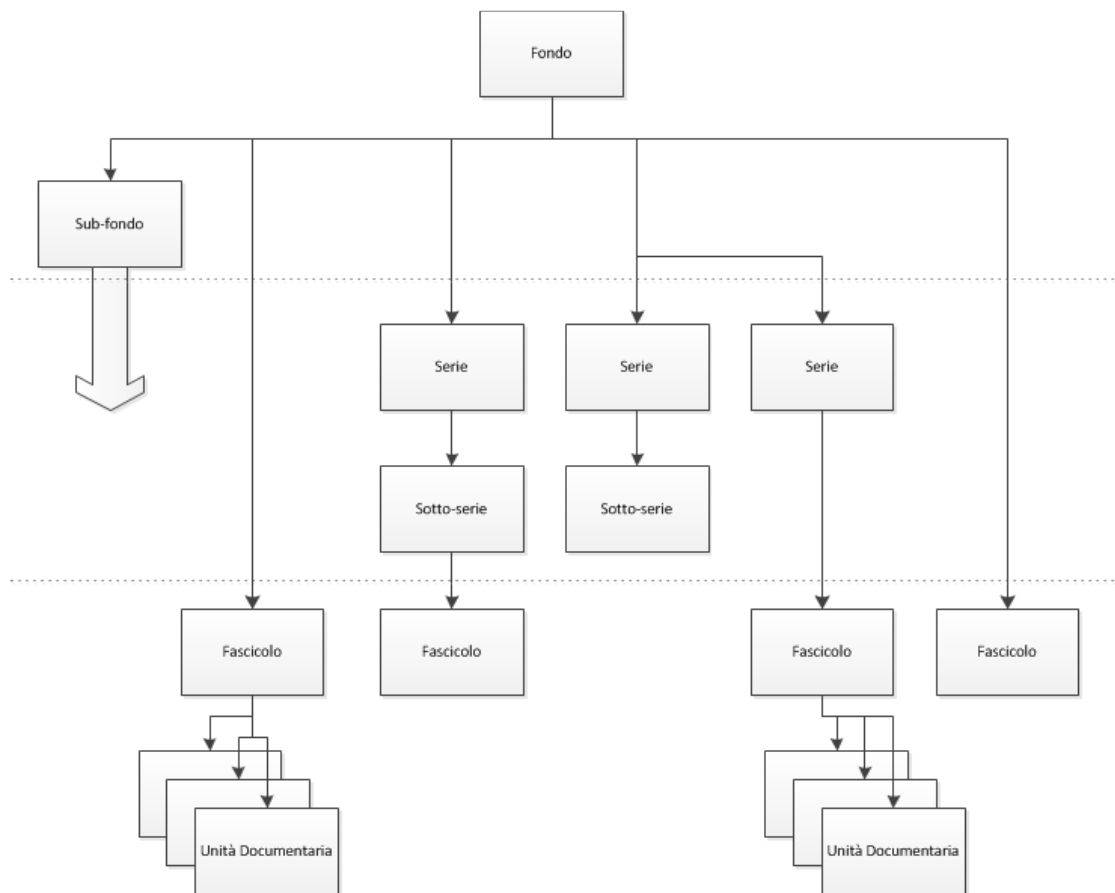 Fondo
Sub-fondo
Serie
Serie
Serie
Sotto-serie
Sotto-serie
Fascicolo
Fascicolo
Fascicolo
Fascicolo
Unità Documentaria
Unità Documentaria